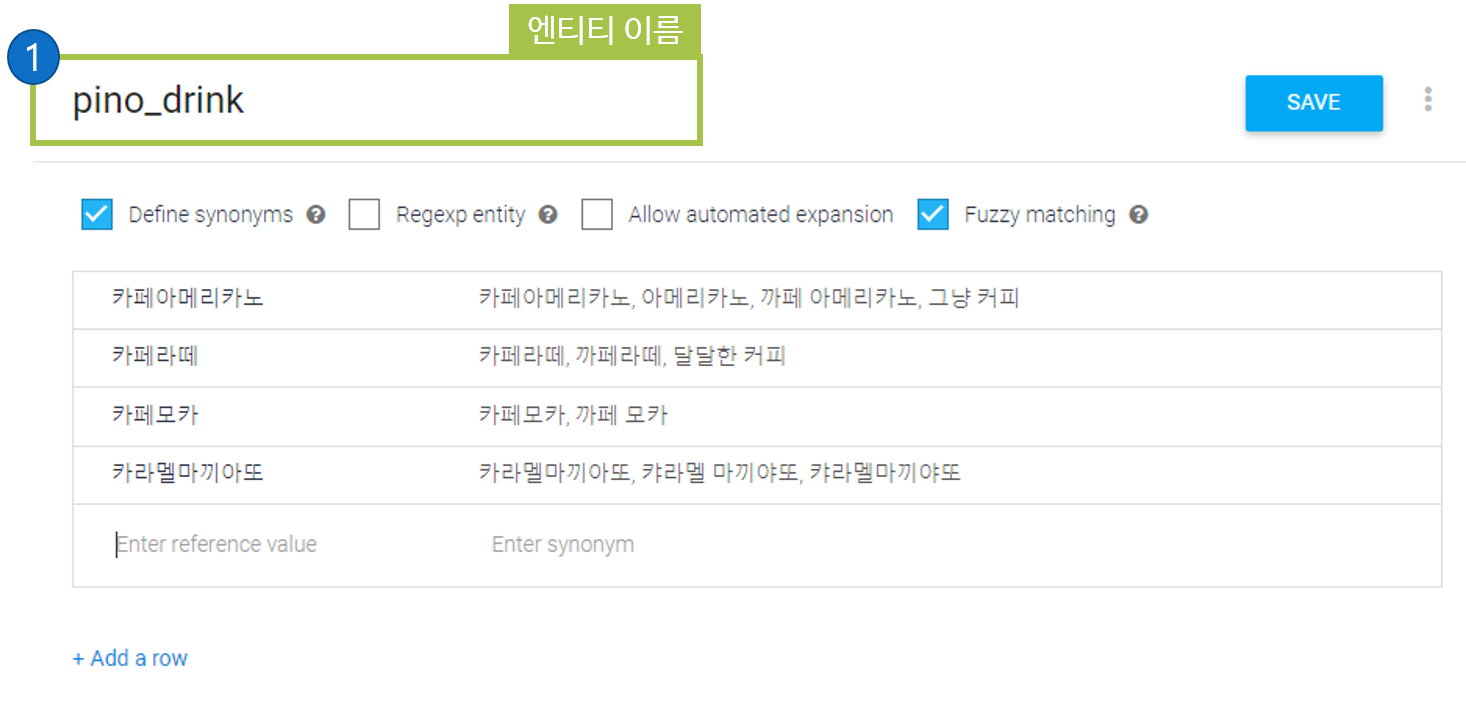 엔티티 이름
1
pino_drink
SAVE
Define synonyms ? Regexp entity ? Allow automated expansion Fuzzy matching ?
카페아메리카노 카페아메리카노, 아메리카노, 까페 아메리카노, 그냥 커피
카페라떼 카페라떼, 까페라떼, 달달한 커피
카페모카 카페모카, 까페 모카
카라멜마끼아또 카라멜마끼아또, 캬라멜 마끼야또, 캬라멜마끼야또
Enter reference value Enter synonym
+ Add a row